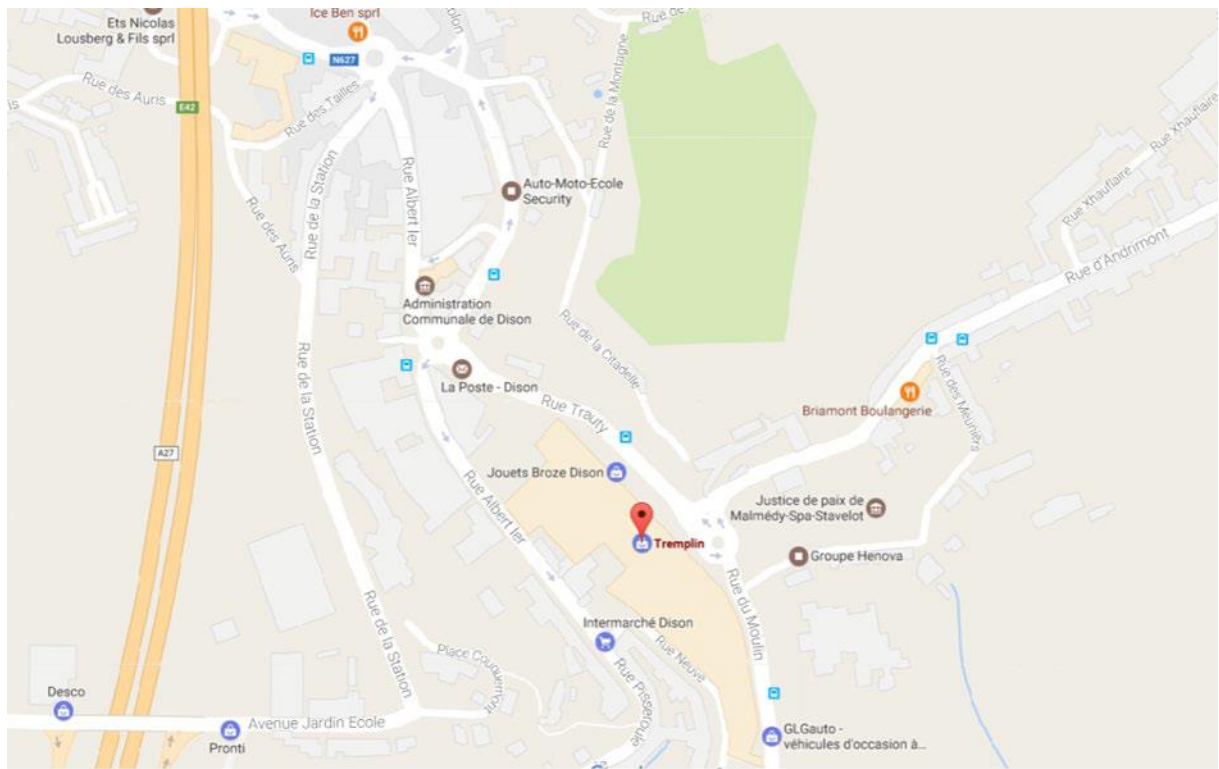 Ice Ben sprl
Ets Nicolas
Lousberg & Fils sprl
N627
Rue des Auris
E42
Rue des Tailles
Rue de la Montagne
Rue Xhauflaire
Rue Xhauflaire
Rue d'Andrimont
Rue de la Station
Rue Albert Ier
Auto-Moto-Ecole
Security
Rue des Auris
Administration
Communale de Dison
Rue de la Citadelle
La Poste - Dison
Rue Trauty
Rue de la Station
Briamont Boulangerie
Rue des Meuniers
A27
Jouets Broze Dison
Rue Albert Ier
Justice de paix de
Malmédy-Spa-Stavelot
Tremplin
Groupe Henova
Rue du Moulin
Rue de la Station
Intermarché Dison
Place Couquemont
Rue Neuve
Rue Pisseroule
Desco
Avenue Jardin Ecole
Pronti
GLGauto -
véhicules d'occasion à...